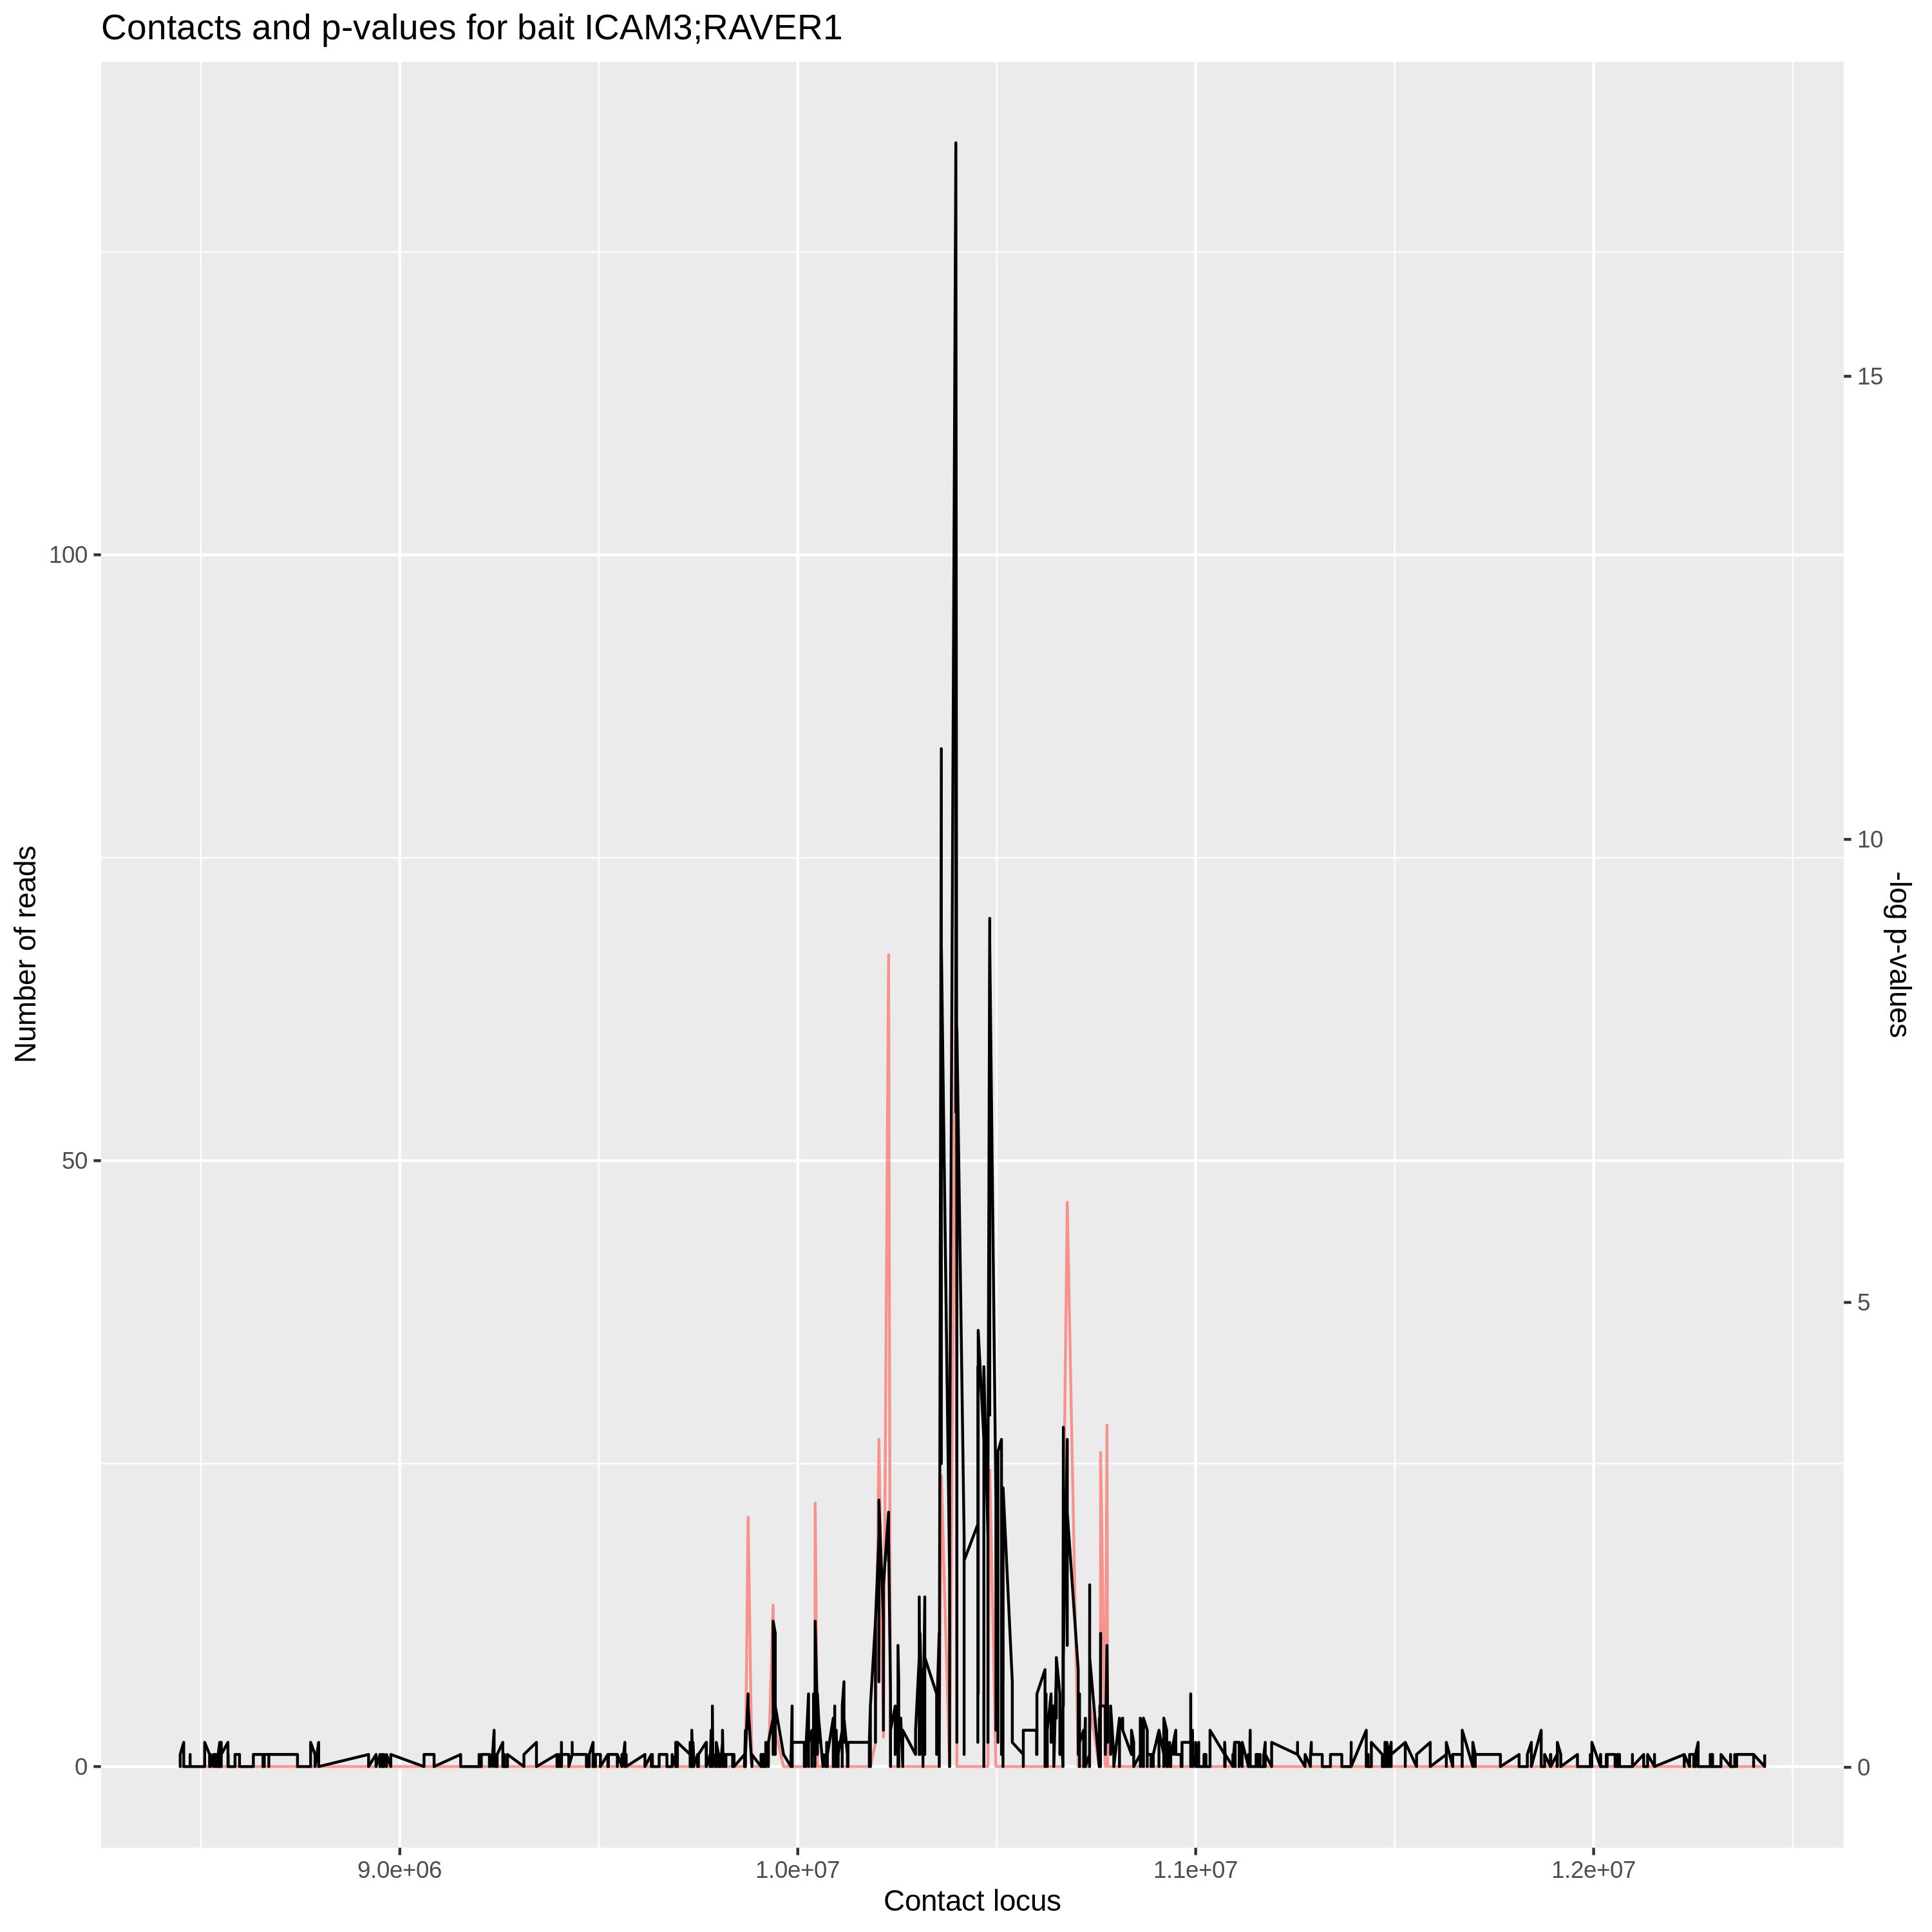 Contacts and p-values for bait ICAM3;RAVER1
Number of reads
100
50
0
15
10
5
0
-log p-values
9.0e+06
1.0e+07
1.1e+07
1.2e+07
Contact locus